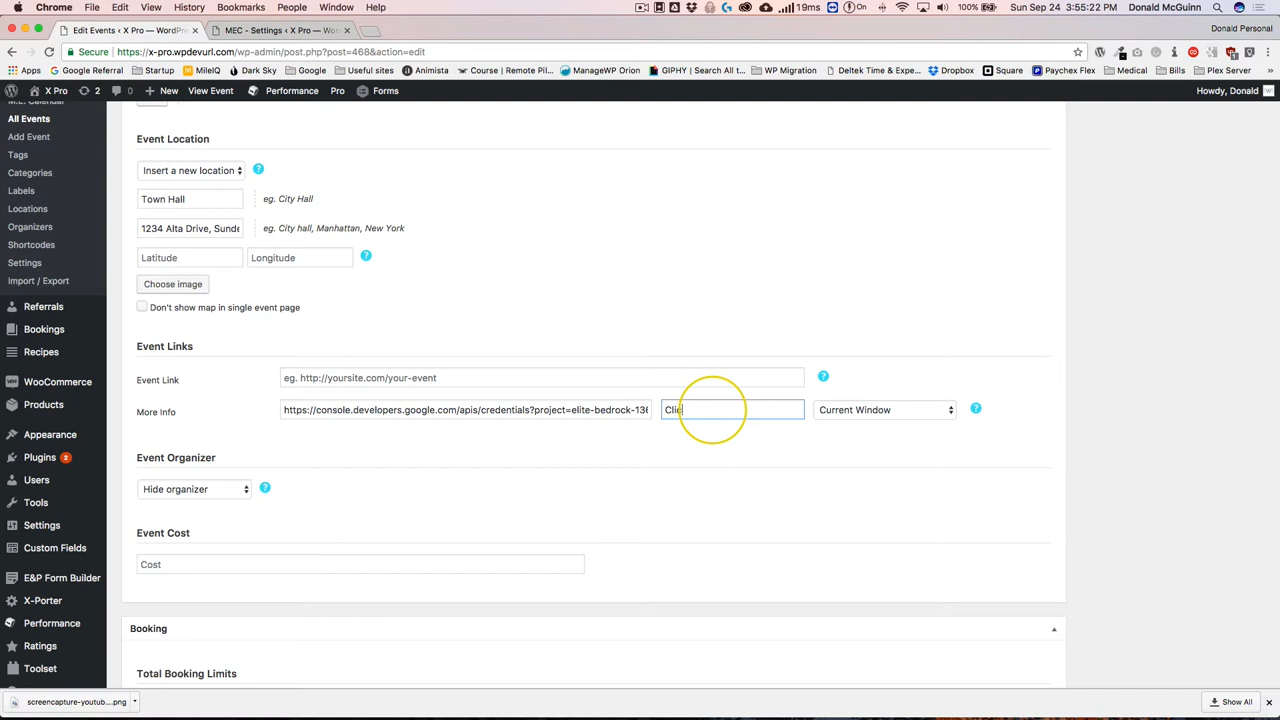 Chrome File Edit View History Bookmarks People Window Help 19ms On 100% Sun Sep 24 3:55:22 PM Donald McGuinn
Edit Events ‹ X Pro — WordPre MEC - Settings ‹ X Pro — Wo Donald Personal
Secure https://x-pro.wpdevurl.com/wp-admin/post.php?post=468&action=edit
Apps Google Referral Startup MileIQ Dark Sky Google Useful sites Animista Course | Remote Pil... ManageWP Orion GIPHY | Search All t... WP Migration Deltek Time & Expe... Dropbox Square Paychex Flex Medical Bills Plex Server
X Pro 2 0 New View Event Performance Pro Forms Howdy, Donald
M.E. Calendar
All Events
Add Event
Tags
Categories
Labels
Locations
Organizers
Shortcodes
Settings
Import / Export
Referrals
Bookings
Recipes
WooCommerce
Products
Appearance
Plugins 2
Users
Tools
Settings
Custom Fields
E&P Form Builder
X-Porter
Performance
Ratings
Toolset
Event Location
Insert a new location ?
Town Hall eg. City Hall
1234 Alta Drive, Sunde eg. City hall, Manhattan, New York
Latitude Longitude ?
Choose image
Don't show map in single event page
Event Links
Event Link eg. http://yoursite.com/your-event ?
More Info https://console.developers.google.com/apis/credentials?project=elite-bedrock-136 Clic Current Window ?
Event Organizer
Hide organizer ?
Event Cost
Cost
Booking
Total Booking Limits
screencapture-youtub....png Show All